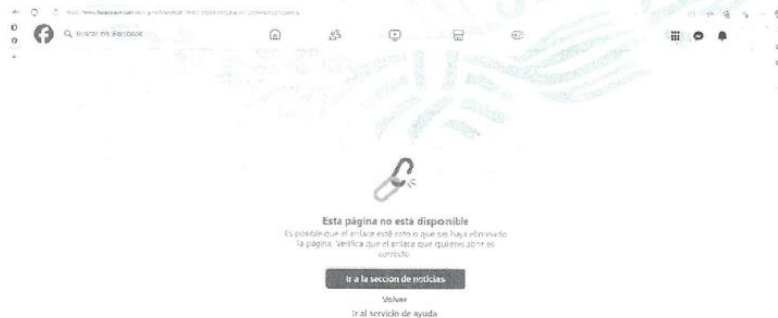 Buscar en Facebook
Esta página no está disponible
Es posible que el enlace esté roto o que se haya eliminado
la página. Verifica que el enlace que quieres abrir es
correcto
Ir a la sección de noticias
Volver
Ir al servicio de ayuda